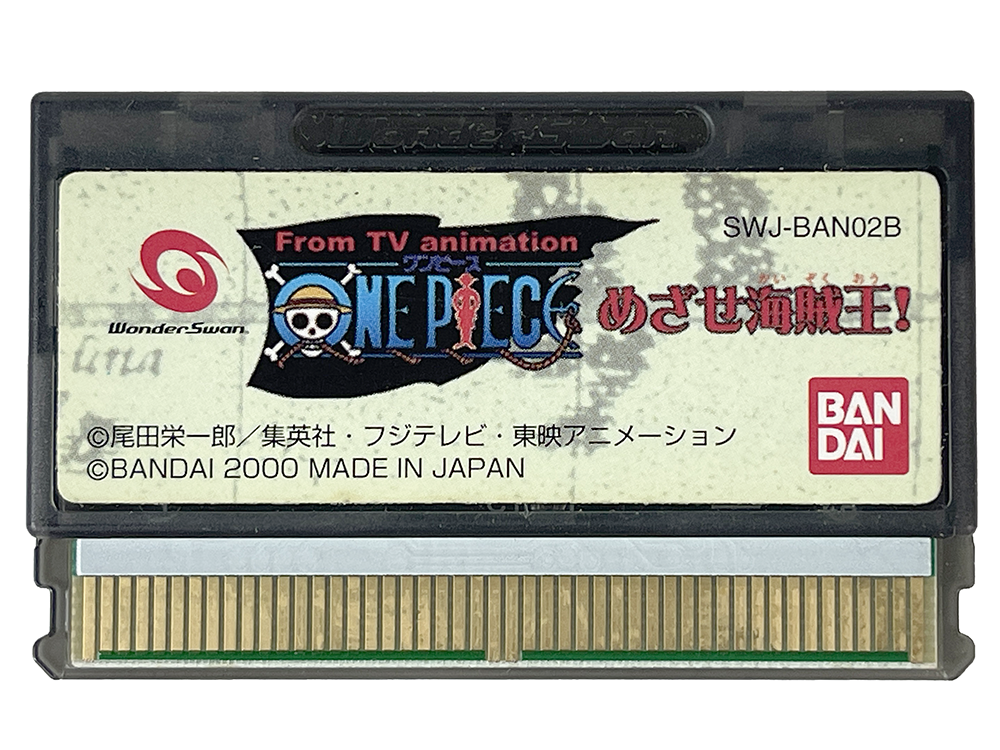 WonderSwan
SWJ-BAN02B
From TV animation
ワンピース
ONE PIECE
WonderSwan
かいぞくおう
めざせ海賊王!
una
BAN
DAI
©尾田栄一郎/集英社・フジテレビ・東映アニメーション
©BANDAI 2000 MADE IN JAPAN